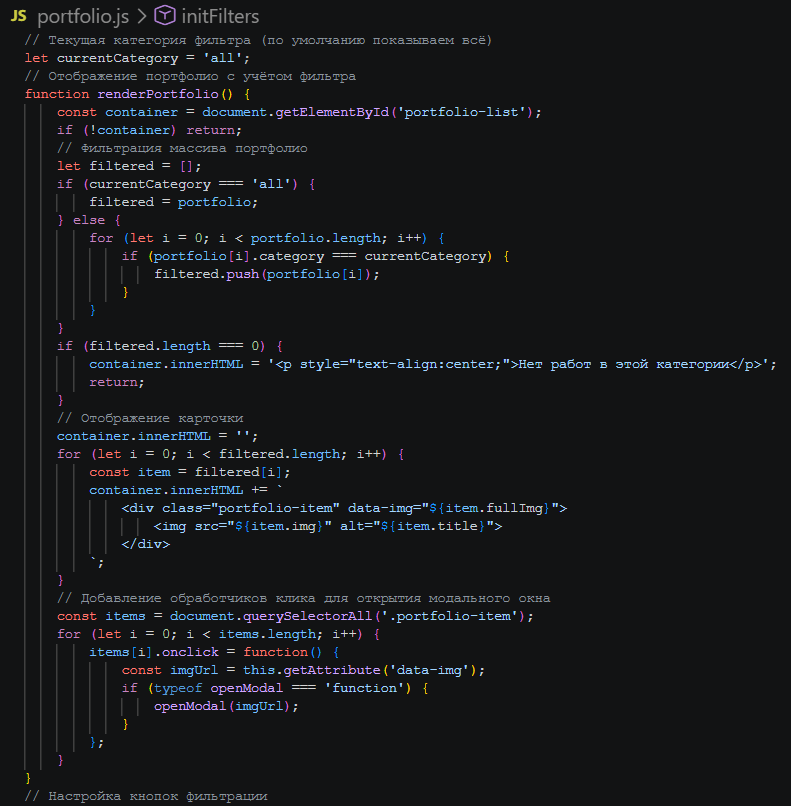 JS portfolio.js > initFilters
// Текущая категория фильтра (по умолчанию показываем всё)
let currentCategory = 'all';
// Отображение портфолио с учётом фильтра
function renderPortfolio() {
    const container = document.getElementById('portfolio-list');
    if (!container) return;
    // Фильтрация массива портфолио
    let filtered = [];
    if (currentCategory === 'all') {
        filtered = portfolio;
    } else {
        for (let i = 0; i < portfolio.length; i++) {
            if (portfolio[i].category === currentCategory) {
                filtered.push(portfolio[i]);
            }
        }
    }
    if (filtered.length === 0) {
        container.innerHTML = '<p style="text-align:center;">Нет работ в этой категории</p>';
        return;
    }
    // Отображение карточки
    container.innerHTML = '';
    for (let i = 0; i < filtered.length; i++) {
        const item = filtered[i];
        container.innerHTML += `
            <div class="portfolio-item" data-img="${item.fullImg}">
                <img src="${item.img}" alt="${item.title}">
            </div>
        `;
    }
    // Добавление обработчиков клика для открытия модального окна
    const items = document.querySelectorAll('.portfolio-item');
    for (let i = 0; i < items.length; i++) {
        items[i].onclick = function() {
            const imgUrl = this.getAttribute('data-img');
            if (typeof openModal === 'function') {
                openModal(imgUrl);
            }
        };
    }
}
// Настройка кнопок фильтрации